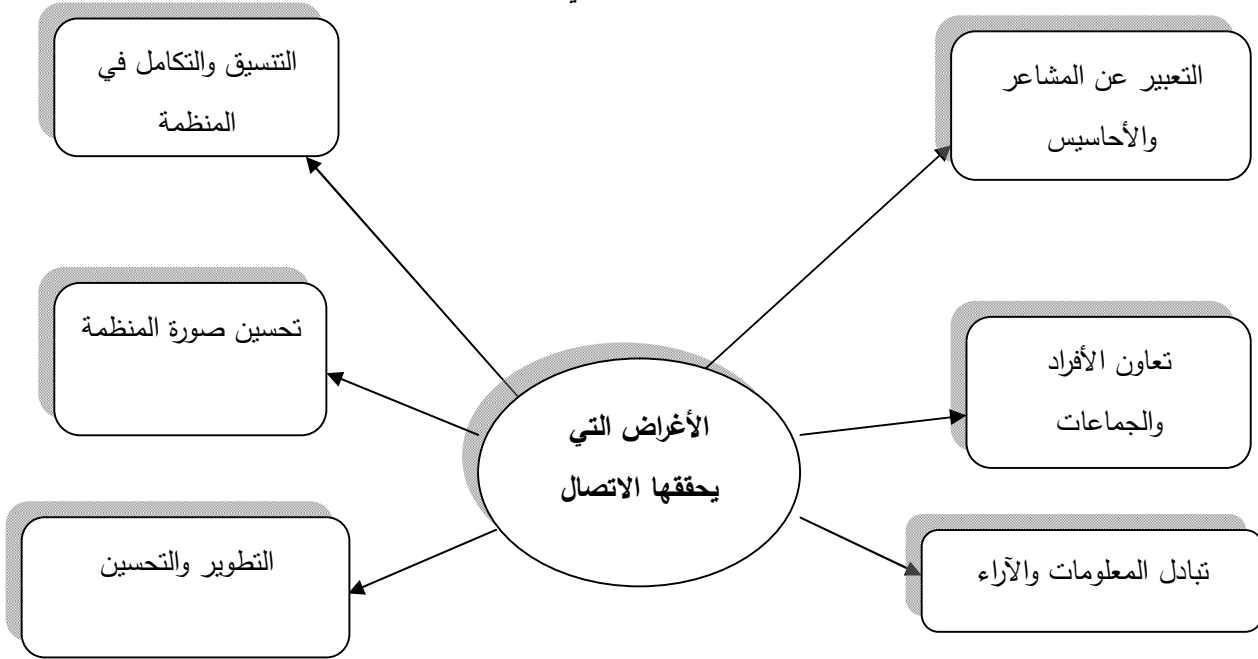 التعبير عن المشاعر
والأحاسيس
التنسيق والتكامل في
المنظمة
تعاون الأفراد
والجماعات
تحسين صورة المنظمة
الأغراض التي
يحققها الاتصال
تبادل المعلومات والآراء
التطوير والتحسين